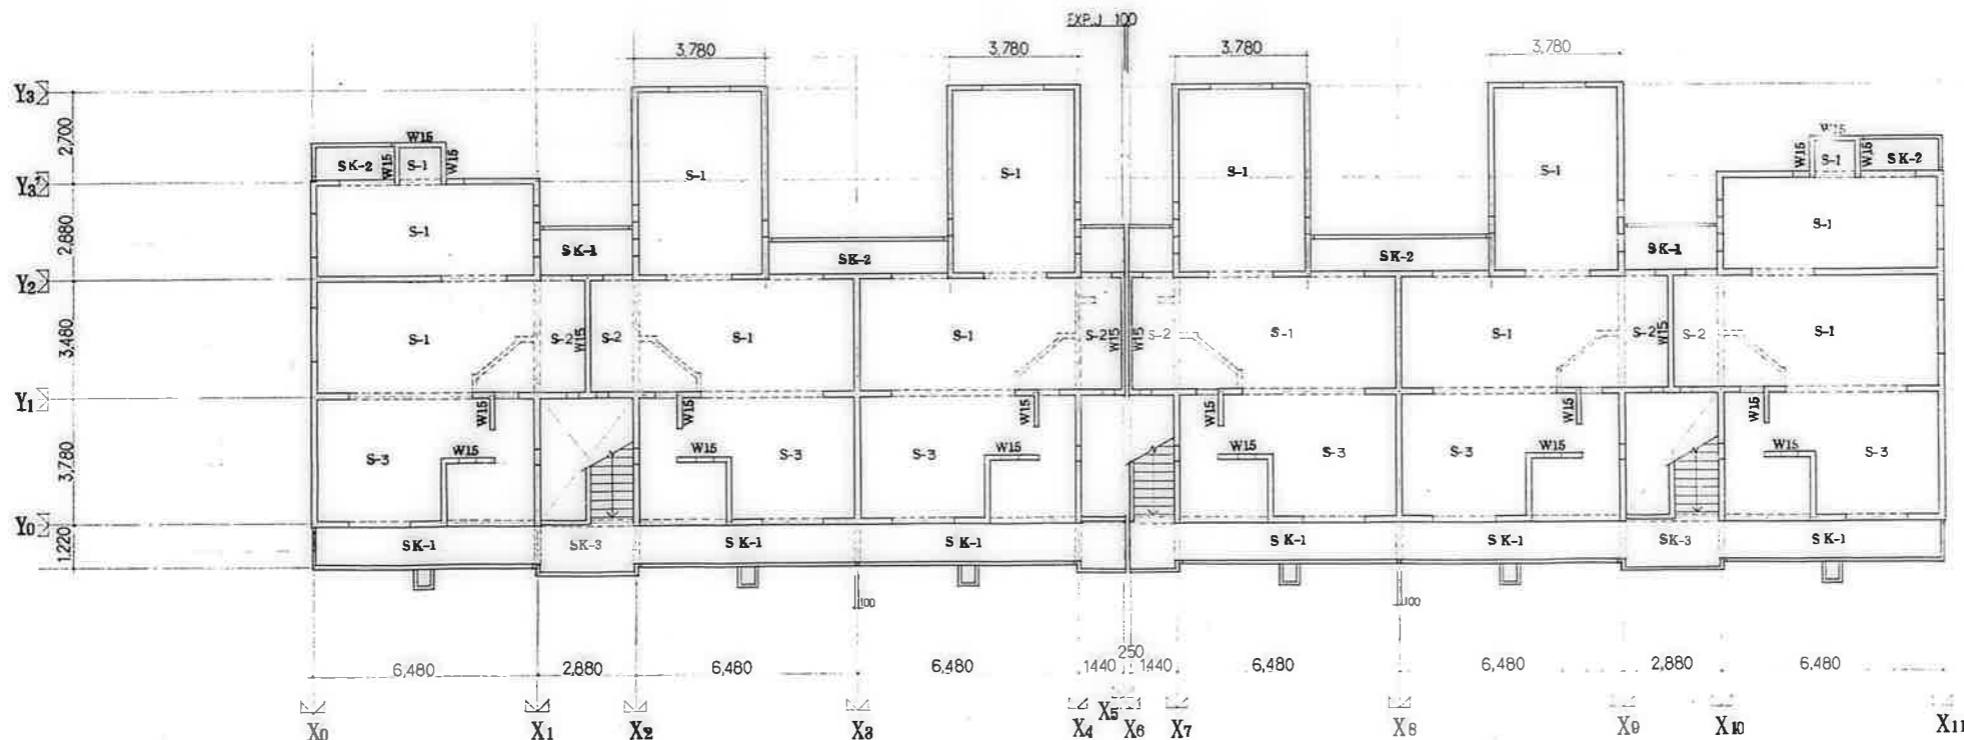 EXP.J 100
3,780 3,780 3,780 3,780
Y3
2,700
W15 W15
SK-2 W15 S-1 W15 S-1 S-1 S-1 S-1 W15 S-1 W15 SK-2
Y3'
2,880
S-1 SK-1 SK-2 SK-2 SK-1 S-1
Y2
3,480
S-1 S-2 W15 S-2 S-1 S-1 S-2 W15 W15 S-2 S-1 S-1 S-2 W15 S-2 S-1
Y1
W15 W15 W15 W15 W15 W15
3,780
S-3 W15 W15 S-3 S-3 W15 W15 S-3 S-3 W15 W15 S-3
Y0
1,220
SK-1 SK-3 SK-1 SK-1 SK-1 SK-1 SK-3 SK-1
100 100
6,480 2,880 6,480 6,480 1440 250 1440 6,480 6,480 2,880 6,480
X0 X1 X2 X3 X4 X5 X6 X7 X8 X9 X10 X11